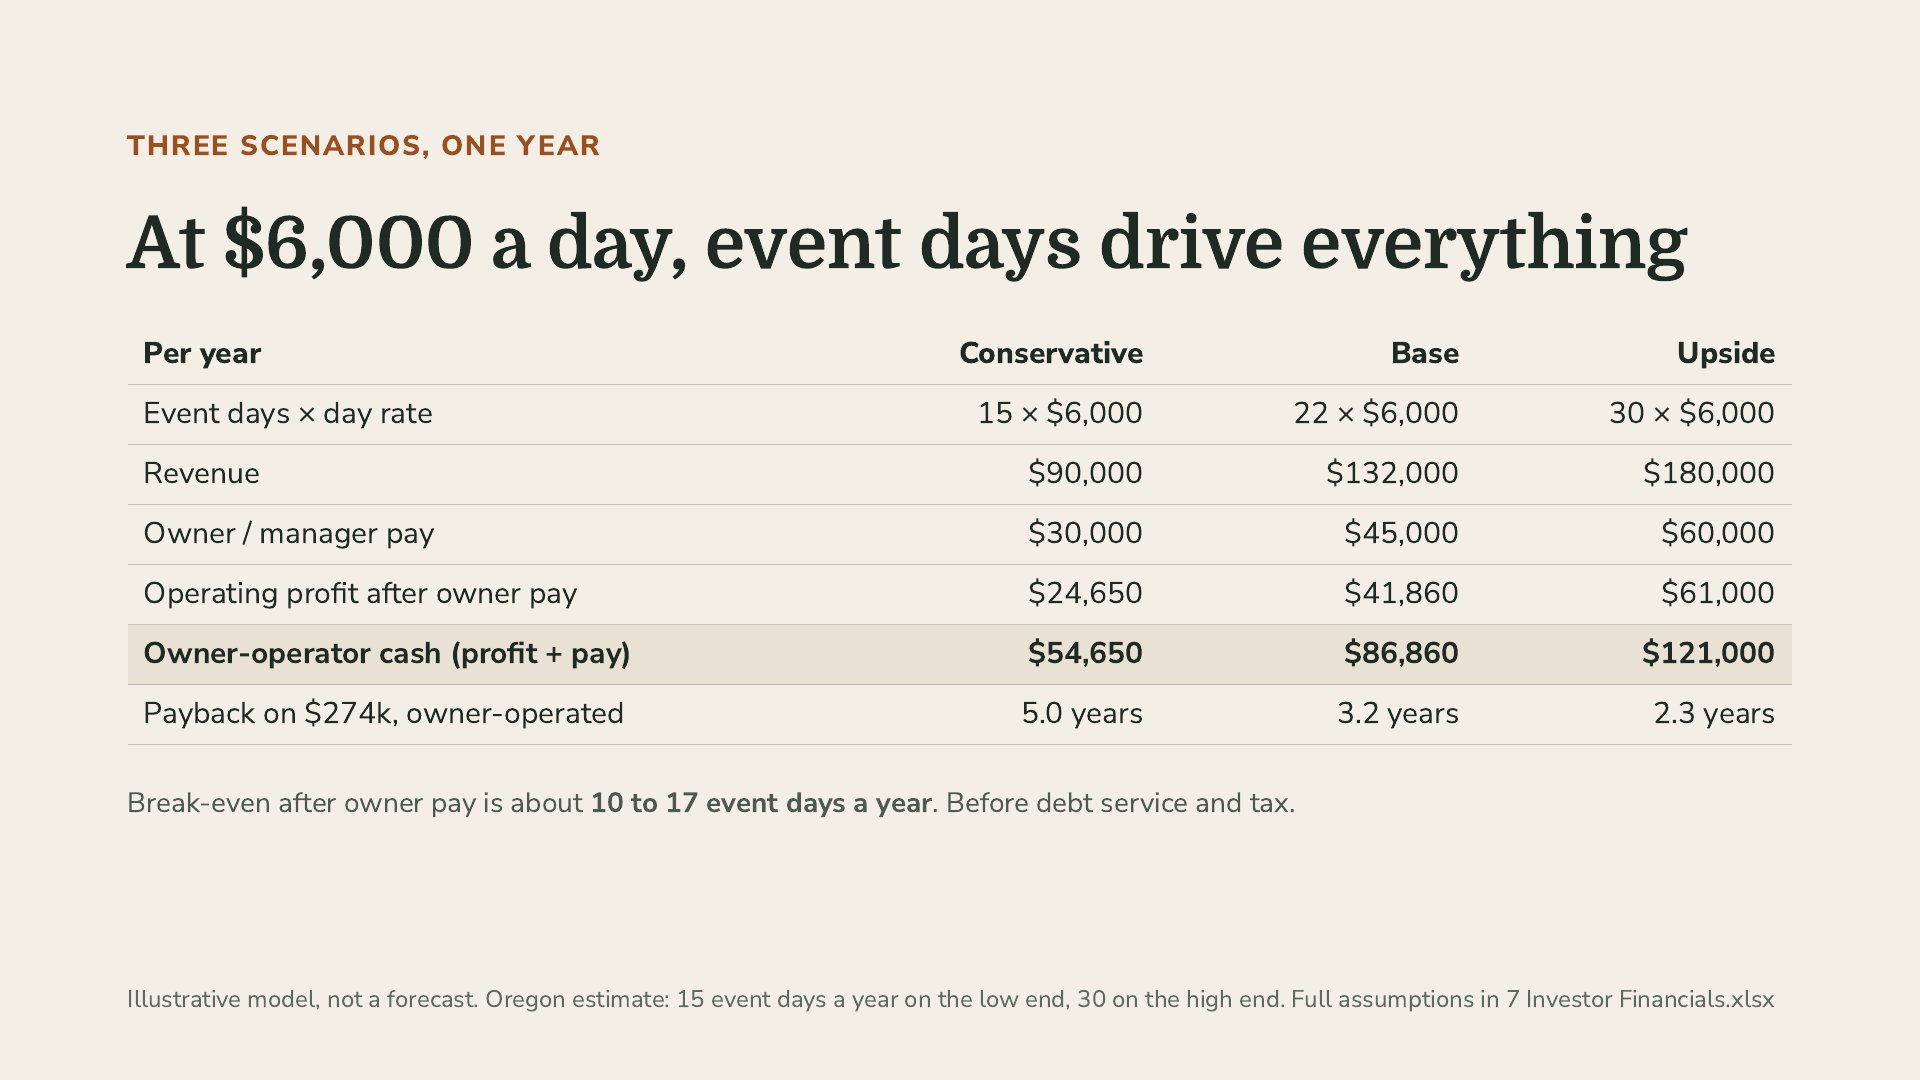 THREE SCENARIOS, ONE YEAR
At $6,000 a day, event days drive everything
Per year Conservative Base Upside
Event days × day rate 15 × $6,000 22 × $6,000 30 × $6,000
Revenue $90,000 $132,000 $180,000
Owner / manager pay $30,000 $45,000 $60,000
Operating profit after owner pay $24,650 $41,860 $61,000
Owner-operator cash (profit + pay) $54,650 $86,860 $121,000
Payback on $274k, owner-operated 5.0 years 3.2 years 2.3 years
Break-even after owner pay is about 10 to 17 event days a year. Before debt service and tax.
Illustrative model, not a forecast. Oregon estimate: 15 event days a year on the low end, 30 on the high end. Full assumptions in 7 Investor Financials.xlsx